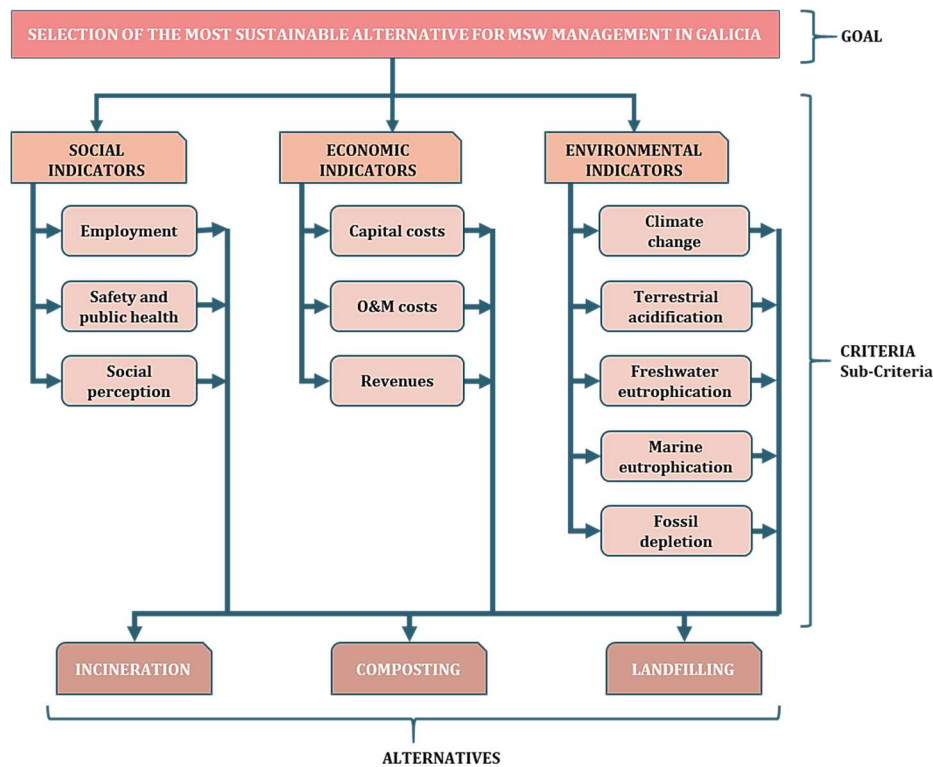 SELECTION OF THE MOST SUSTAINABLE ALTERNATIVE FOR MSW MANAGEMENT IN GALICIA
GOAL
SOCIAL
INDICATORS
ECONOMIC
INDICATORS
ENVIRONMENTAL
INDICATORS
Employment
Safety and
public health
Social
perception
Capital costs
O&M costs
Revenues
Climate
change
Terrestrial
acidification
Freshwater
eutrophication
Marine
eutrophication
Fossil
depletion
CRITERIA
Sub-Criteria
INCINERATION
COMPOSTING
LANDFILLING
ALTERNATIVES